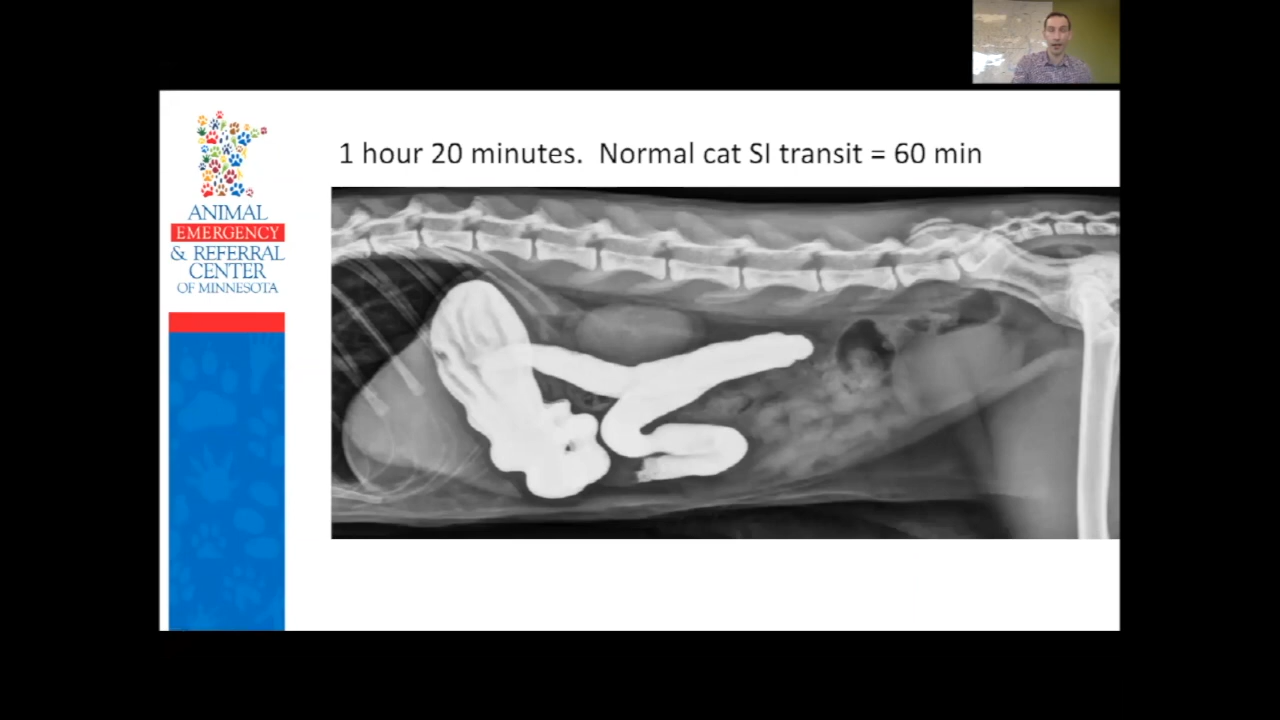 1 hour 20 minutes. Normal cat SI transit = 60 min
ANIMAL
EMERGENCY
& REFERRAL
CENTER
OF MINNESOTA